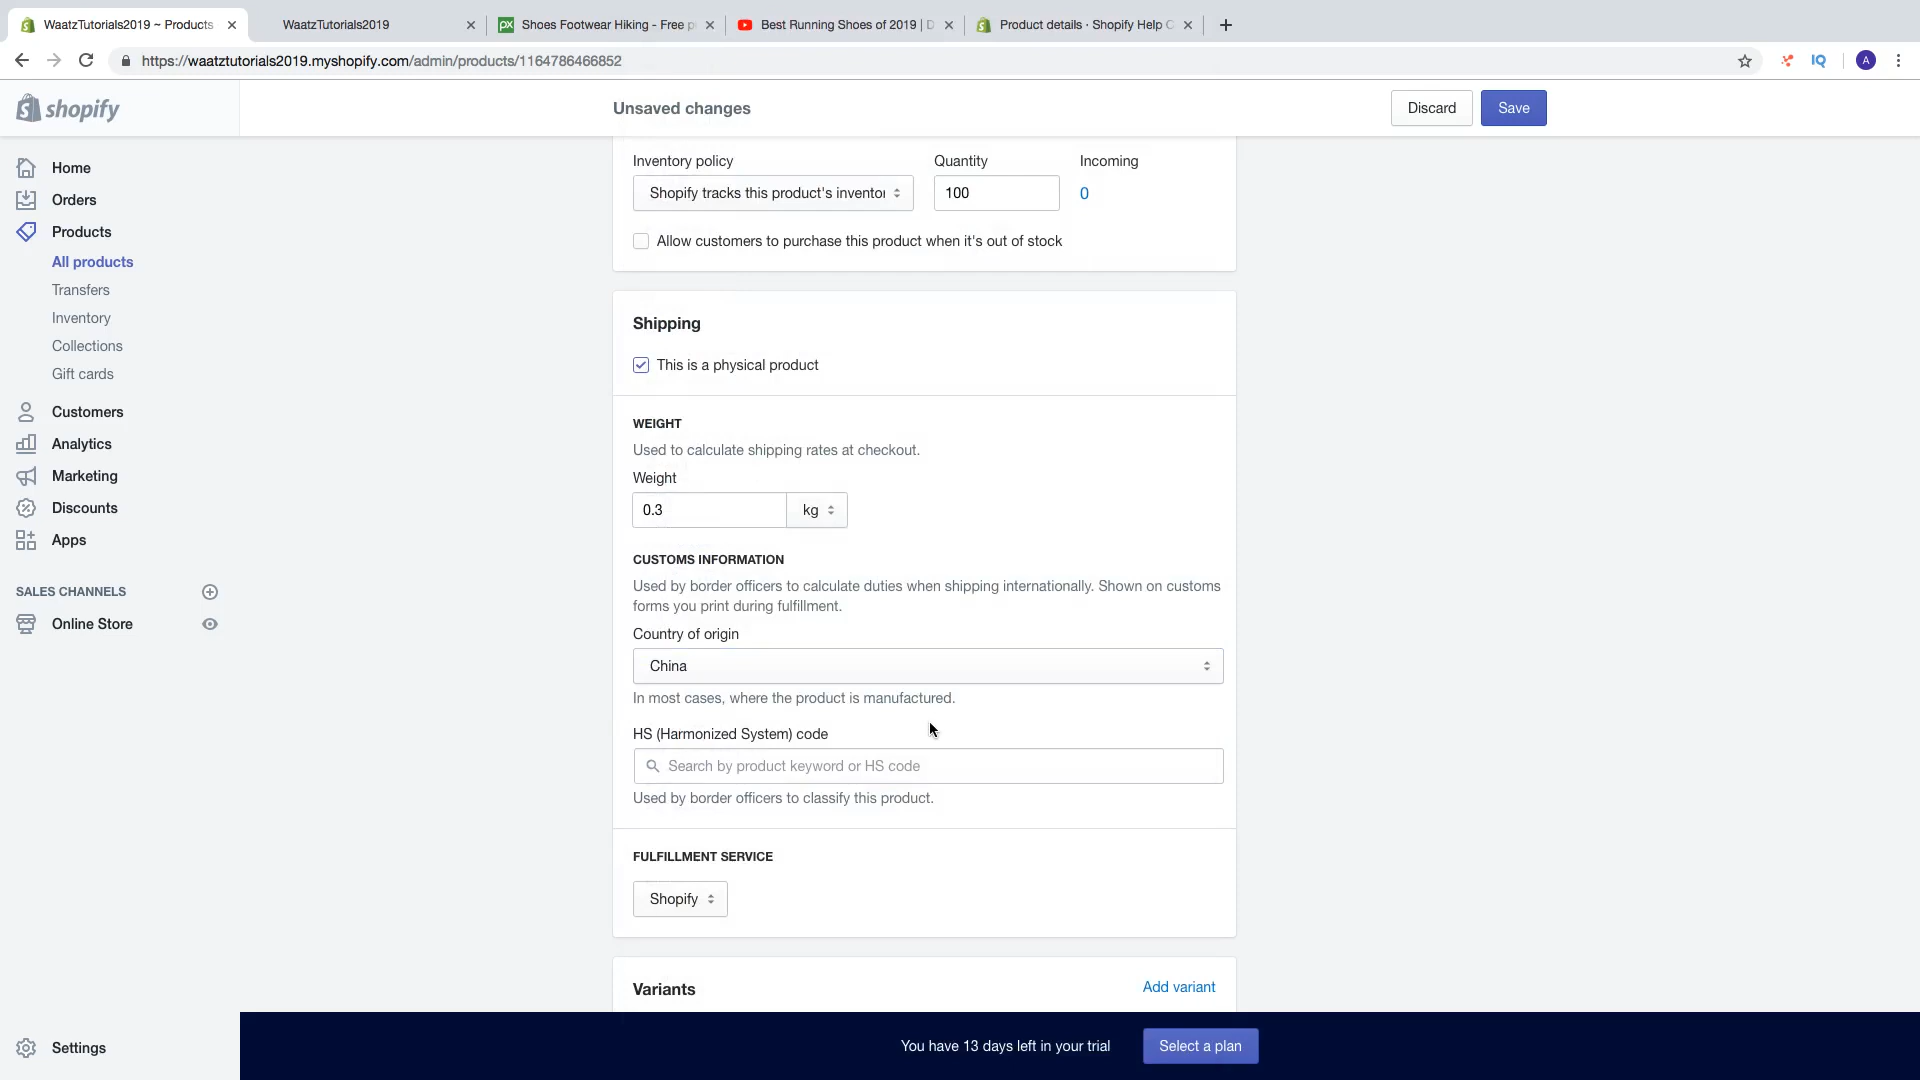 WaatzTutorials2019 ~ Products
WaatzTutorials2019
Shoes Footwear Hiking - Free p
Best Running Shoes of 2019 | D
Product details · Shopify Help C
https://waatztutorials2019.myshopify.com/admin/products/1164786466852
IQ
A
shopify
Unsaved changes
Discard
Save
Home
Orders
Products
All products
Transfers
Inventory
Collections
Gift cards
Customers
Analytics
Marketing
Discounts
Apps
SALES CHANNELS
Online Store
Settings
Inventory policy
Quantity
Incoming
Shopify tracks this product's inventor
100
0
Allow customers to purchase this product when it's out of stock
Shipping
This is a physical product
WEIGHT
Used to calculate shipping rates at checkout.
Weight
0.3
kg
CUSTOMS INFORMATION
Used by border officers to calculate duties when shipping internationally. Shown on customs
forms you print during fulfillment.
Country of origin
China
In most cases, where the product is manufactured.
HS (Harmonized System) code
Search by product keyword or HS code
Used by border officers to classify this product.
FULFILLMENT SERVICE
Shopify
Variants
Add variant
You have 13 days left in your trial
Select a plan